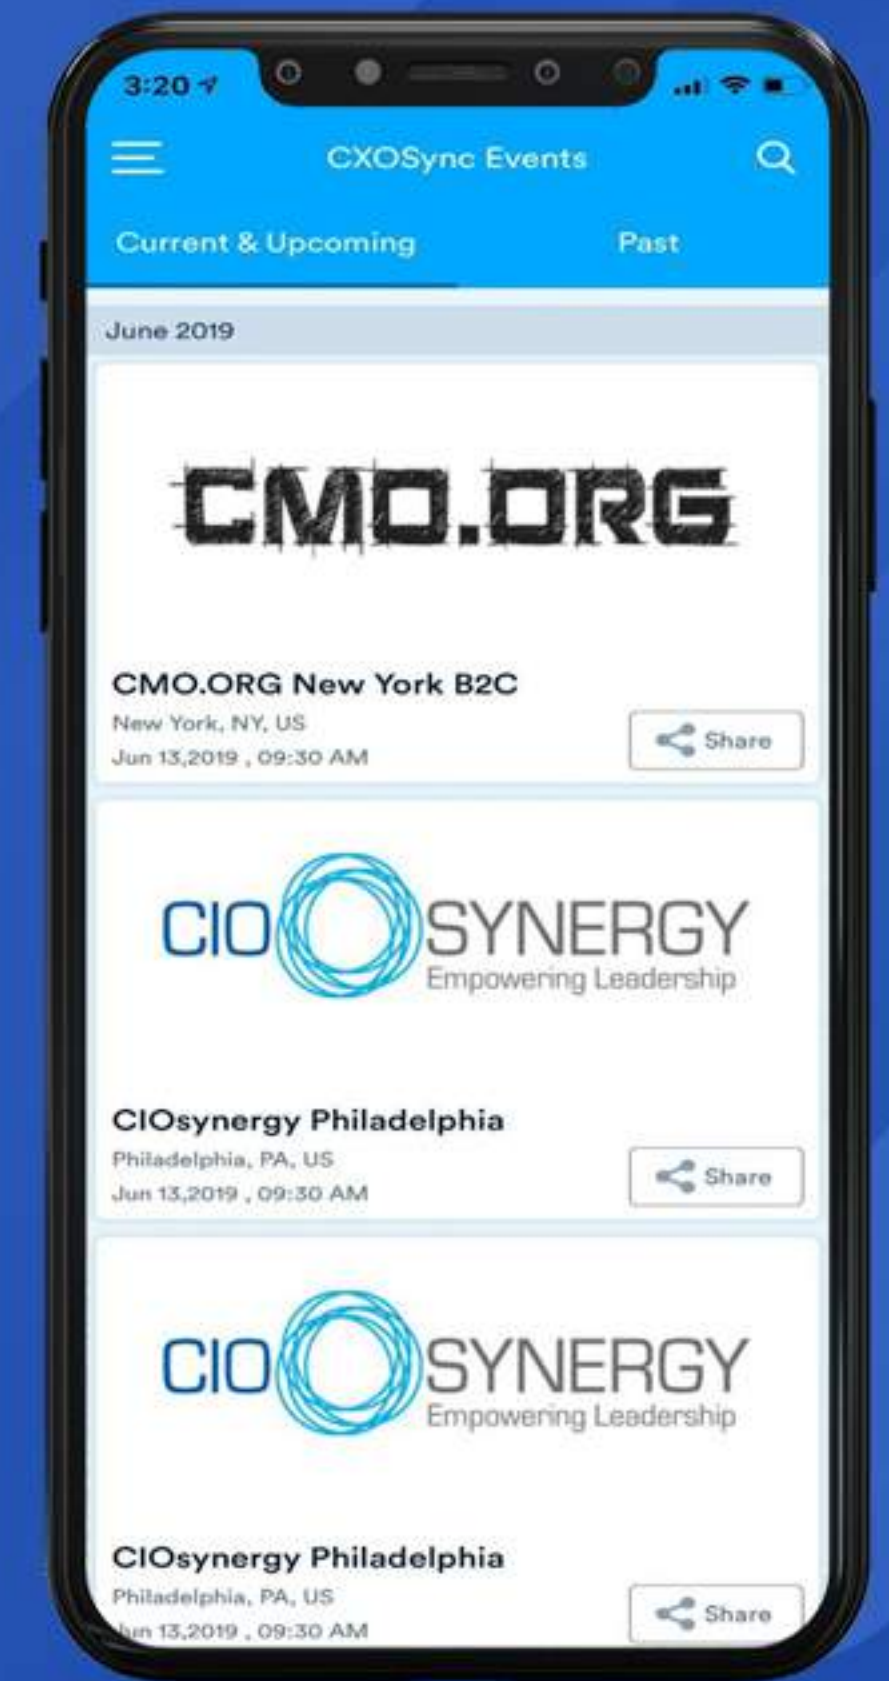 3:20
CXOSync Events
Current & Upcoming
Past
June 2019
CMO.ORG
CMO.ORG New York B2C
New York, NY, US
Jun 13,2019 , 09:30 AM
Share
CIO SYNERGY
Empowering Leadership
CIOsynergy Philadelphia
Philadelphia, PA, US
Jun 13,2019 , 09:30 AM
Share
CIO SYNERGY
Empowering Leadership
CIOsynergy Philadelphia
Philadelphia, PA, US
Jun 13,2019 , 09:30 AM
Share